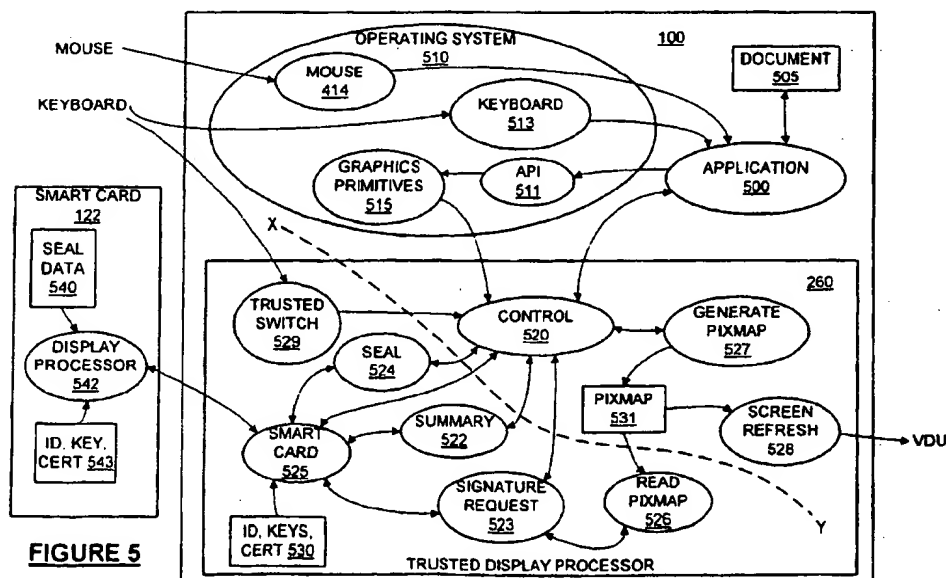 OPERATING SYSTEM
510
100
MOUSE
MOUSE
414
DOCUMENT
505
KEYBOARD
KEYBOARD
513
API
511
APPLICATION
500
GRAPHICS
PRIMITIVES
515
SMART CARD
122
SEAL
DATA
540
X
260
TRUSTED
SWITCH
529
CONTROL
520
GENERATE
PIXMAP
527
DISPLAY
PROCESSOR
542
SEAL
524
PIXMAP
531
SCREEN
REFRESH
528
VDU
ID, KEY,
CERT 543
SMART
CARD
525
SUMMARY
522
SIGNATURE
REQUEST
523
READ
PIXMAP
526
Y
ID, KEYS,
CERT 530
FIGURE 5
TRUSTED DISPLAY PROCESSOR